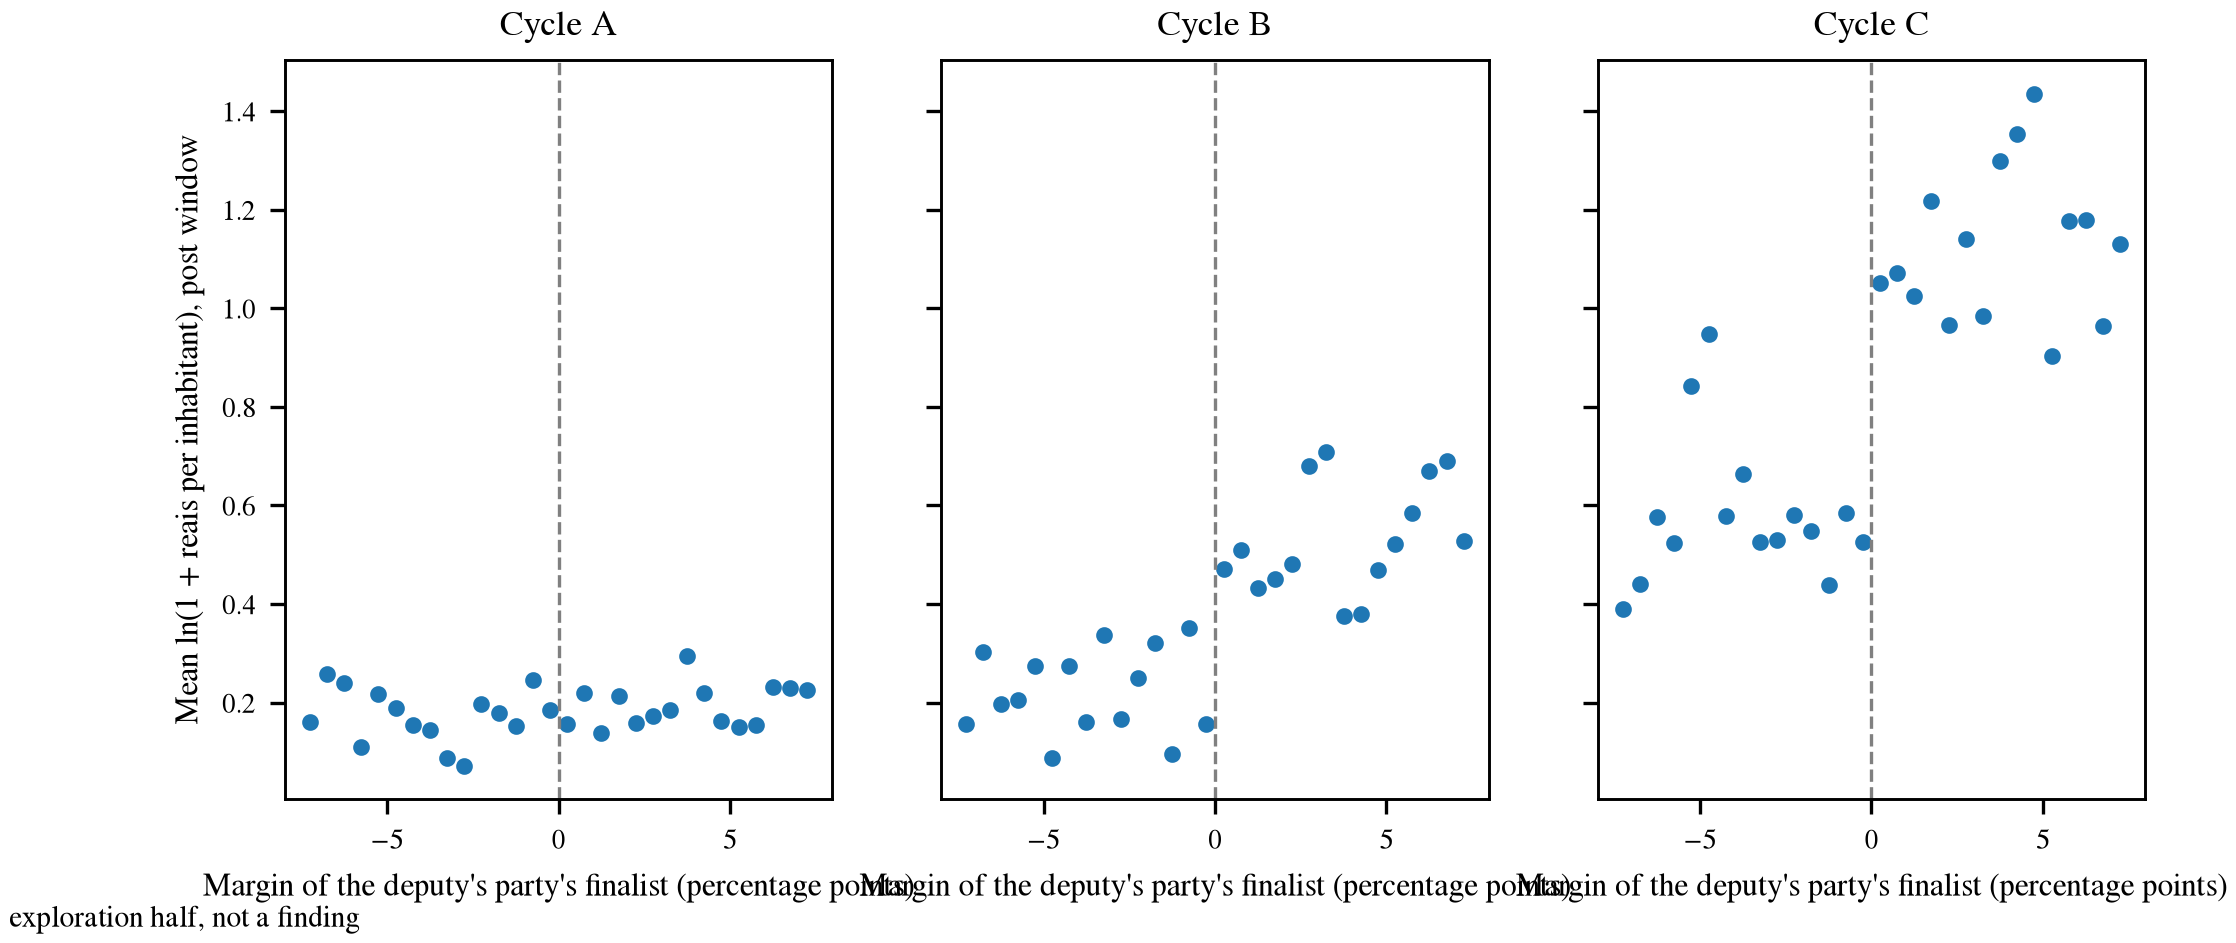 Cycle A
Cycle B
Cycle C
Mean ln(1 + reais per inhabitant), post window
1.4
1.2
1.0
0.8
0.6
0.4
0.2
−5 0 5
−5 0 5
−5 0 5
Margin of the deputy's party's finalist (percentage points)
Margin of the deputy's party's finalist (percentage points)
Margin of the deputy's party's finalist (percentage points)
exploration half, not a finding